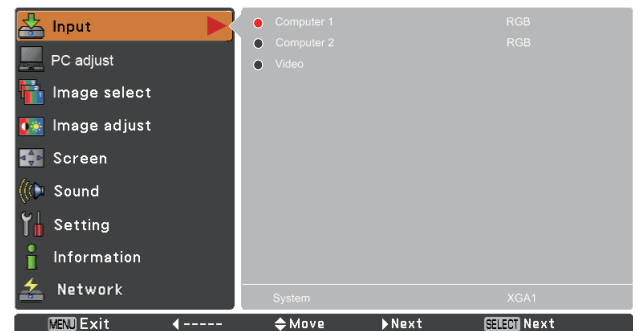 Input
PC adjust
Image select
Image adjust
Screen
Sound
Setting
Information
Network
Computer 1 RGB
Computer 2 RGB
Video
System XGA1
MENU Exit ----- Move Next SELECT Next